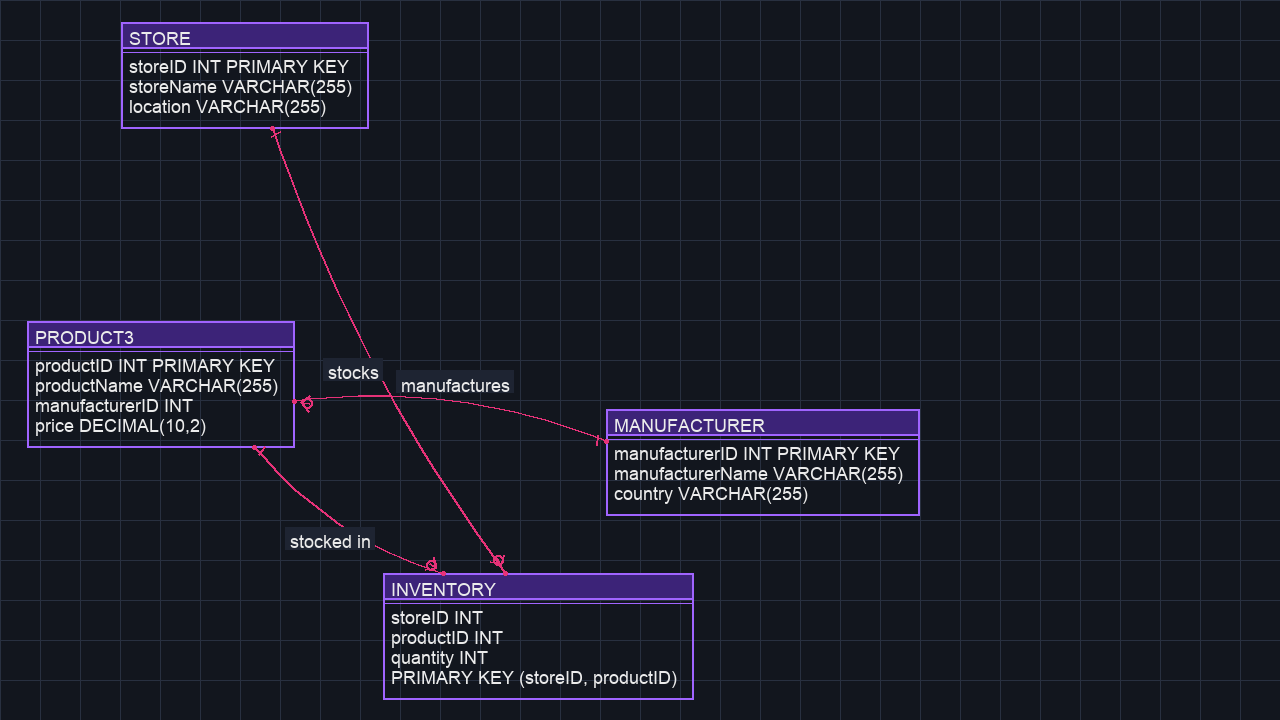 STORE
storeID INT PRIMARY KEY
storeName VARCHAR(255)
location VARCHAR(255)
PRODUCT3
productID INT PRIMARY KEY
productName VARCHAR(255)
manufacturerID INT
price DECIMAL(10,2)
stocks
manufactures
MANUFACTURER
manufacturerID INT PRIMARY KEY
manufacturerName VARCHAR(255)
country VARCHAR(255)
stocked in
INVENTORY
storeID INT
productID INT
quantity INT
PRIMARY KEY (storeID, productID)